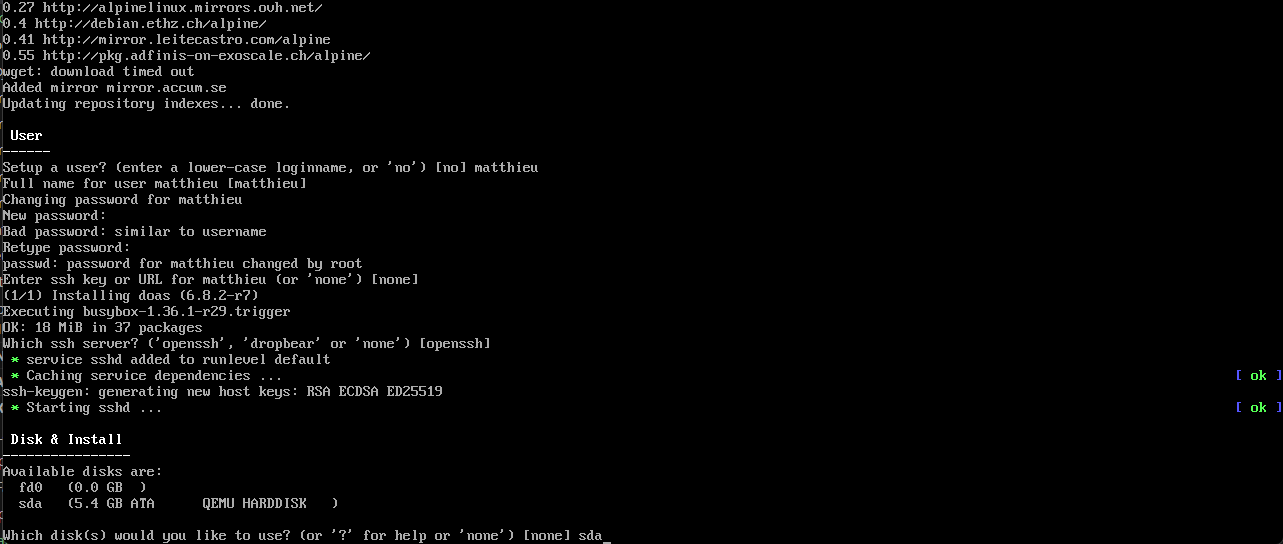 0.27 http://alpinelinux.mirrors.ovh.net/
0.4 http://debian.ethz.ch/alpine/
0.41 http://mirror.leitecastro.com/alpine
0.55 http://pkg.adfinis-on-exoscale.ch/alpine/
wget: download timed out
Added mirror mirror.accum.se
Updating repository indexes... done.
User
------
Setup a user? (enter a lower-case loginname, or 'no') [no] matthieu
Full name for user matthieu [matthieu]
Changing password for matthieu
New password:
Bad password: similar to username
Retype password:
passwd: password for matthieu changed by root
Enter ssh key or URL for matthieu (or 'none') [none]
(1/1) Installing doas (6.8.2-r7)
Executing busybox-1.36.1-r29.trigger
OK: 18 MiB in 37 packages
Which ssh server? ('openssh', 'dropbear' or 'none') [openssh]
* service sshd added to runlevel default
* Caching service dependencies ... [ ok ]
ssh-keygen: generating new host keys: RSA ECDSA ED25519
* Starting sshd ... [ ok ]
Disk & Install
----------------
Available disks are:
fd0 (0.0 GB )
sda (5.4 GB ATA QEMU HARDDISK )
Which disk(s) would you like to use? (or '?' for help or 'none') [none] sda_